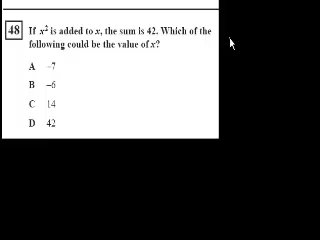 48 If x² is added to x, the sum is 42. Which of the
following could be the value of x?
A –7
B –6
C 14
D 42